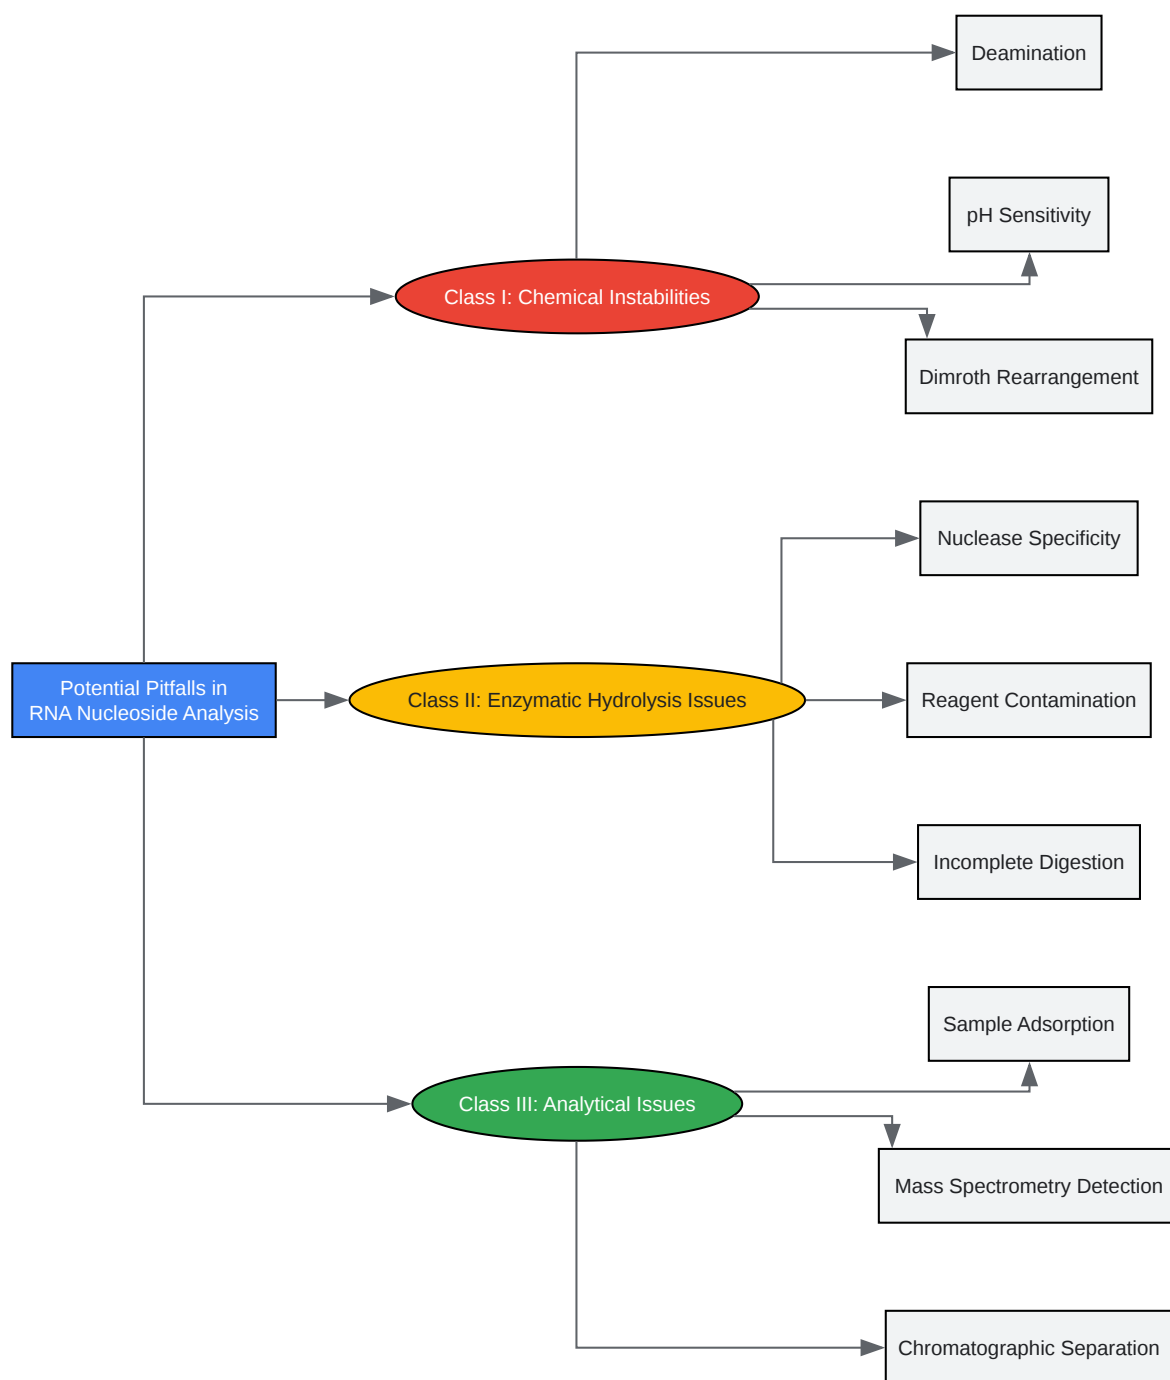 Deamination
pH Sensitivity
Class I: Chemical Instabilities
Dimroth Rearrangement
Nuclease Specificity
Potential Pitfalls in
RNA Nucleoside Analysis
Class II: Enzymatic Hydrolysis Issues
Reagent Contamination
Incomplete Digestion
Sample Adsorption
Class III: Analytical Issues
Mass Spectrometry Detection
Chromatographic Separation